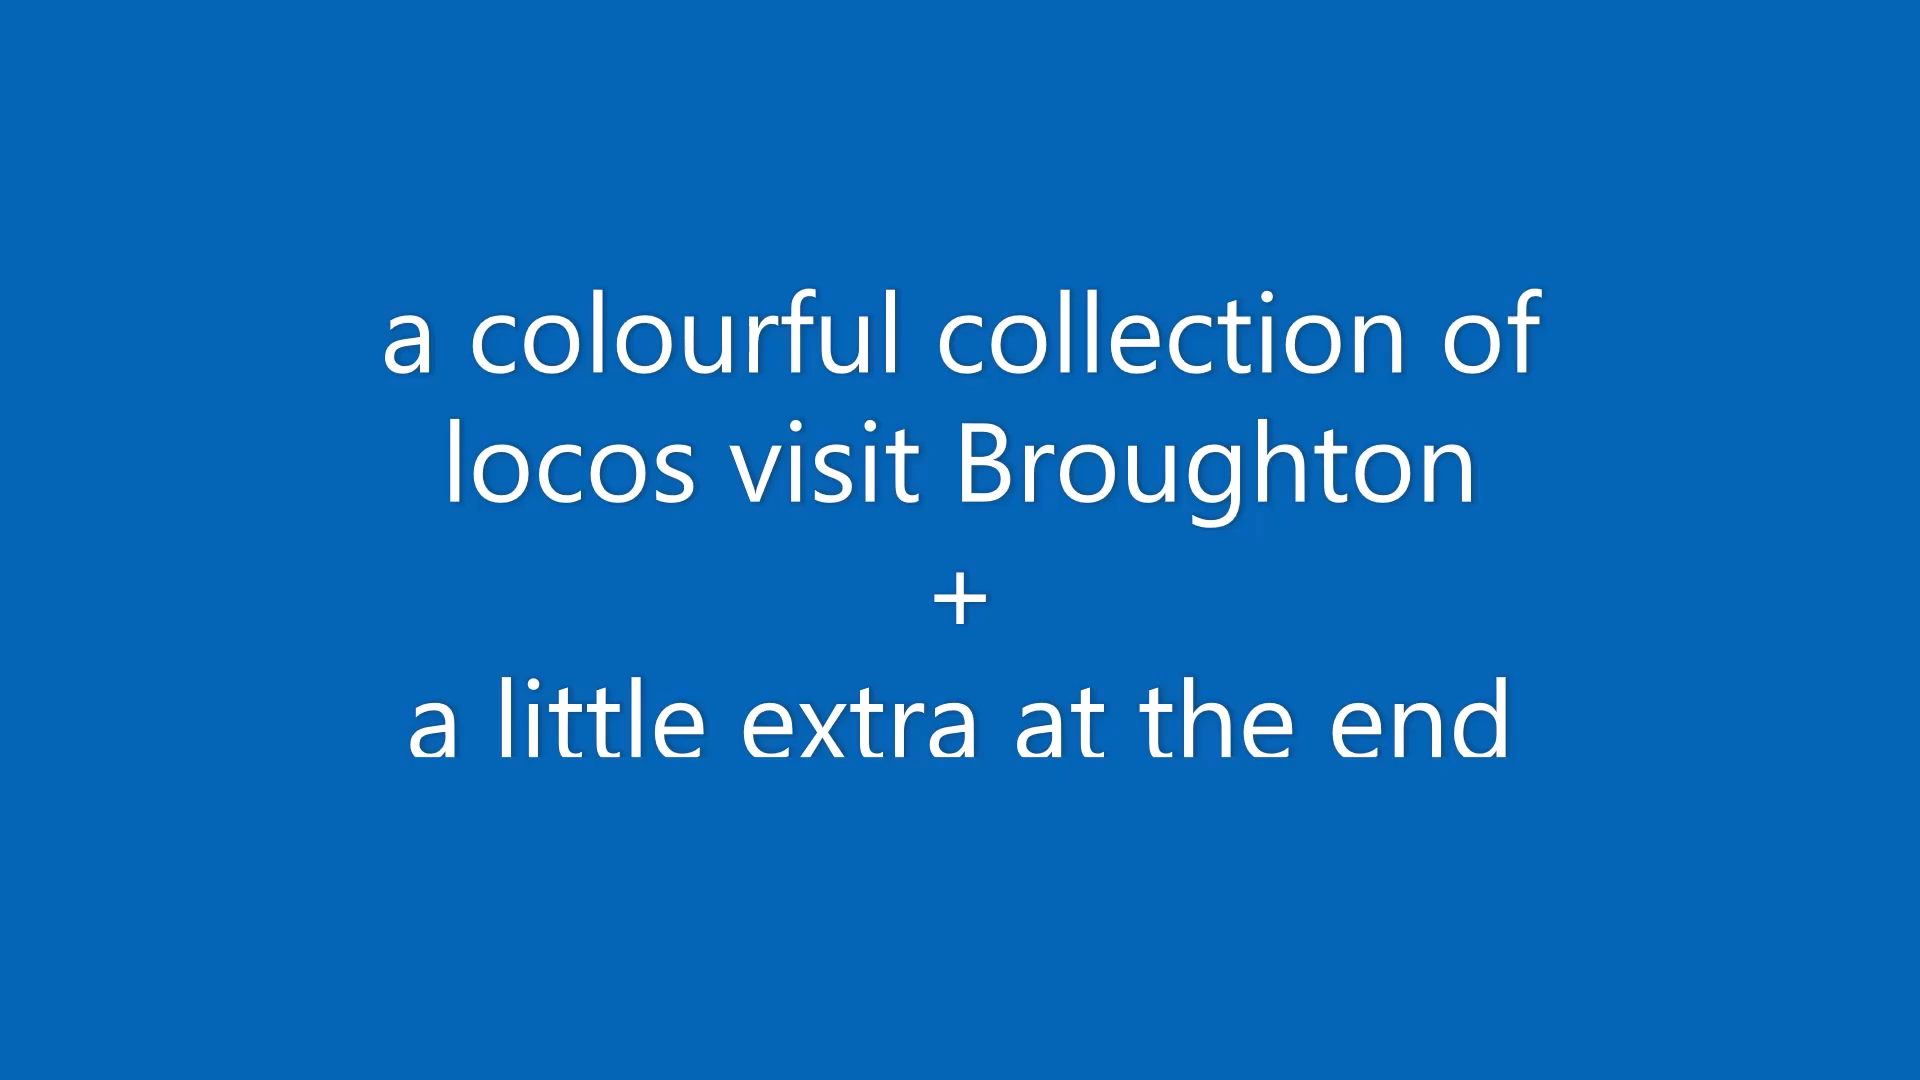 a colourful collection of
locos visit Broughton
+
a little extra at the end